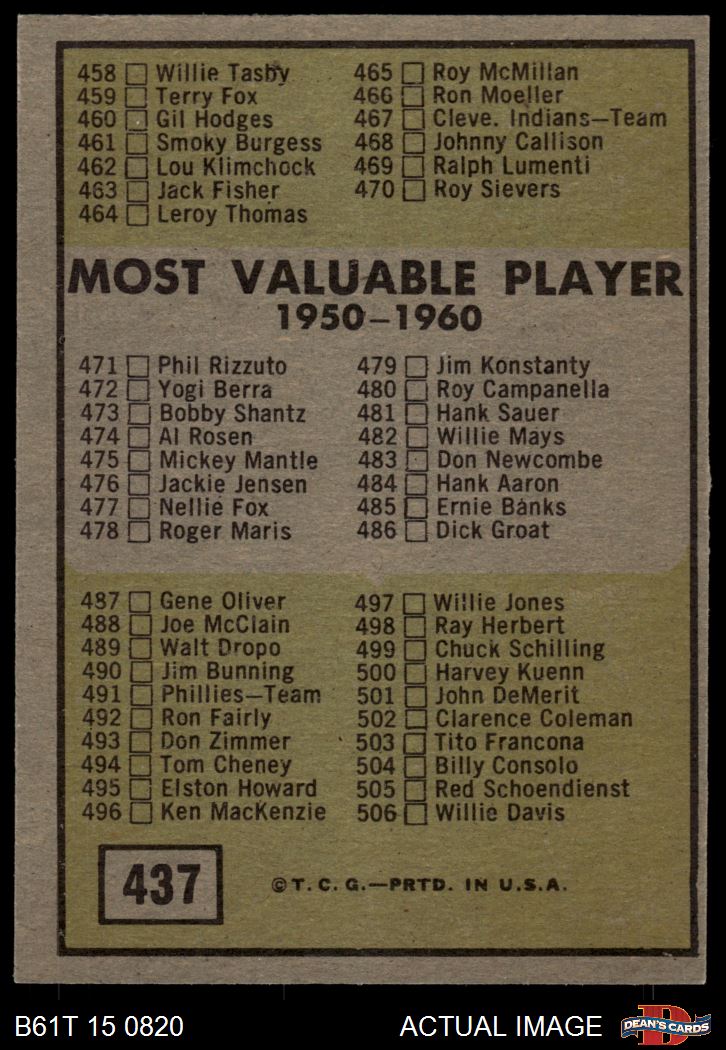 458 Willie Tasby
459 Terry Fox
460 Gil Hodges
461 Smoky Burgess
462 Lou Klimchock
463 Jack Fisher
464 Leroy Thomas
465 Roy McMillan
466 Ron Moeller
467 Cleve. Indians—Team
468 Johnny Callison
469 Ralph Lumenti
470 Roy Sievers
MOST VALUABLE PLAYER
1950–1960
471 Phil Rizzuto
472 Yogi Berra
473 Bobby Shantz
474 Al Rosen
475 Mickey Mantle
476 Jackie Jensen
477 Nellie Fox
478 Roger Maris
479 Jim Konstanty
480 Roy Campanella
481 Hank Sauer
482 Willie Mays
483 Don Newcombe
484 Hank Aaron
485 Ernie Banks
486 Dick Groat
487 Gene Oliver
488 Joe McClain
489 Walt Dropo
490 Jim Bunning
491 Phillies—Team
492 Ron Fairly
493 Don Zimmer
494 Tom Cheney
495 Elston Howard
496 Ken MacKenzie
497 Willie Jones
498 Ray Herbert
499 Chuck Schilling
500 Harvey Kuenn
501 John DeMerit
502 Clarence Coleman
503 Tito Francona
504 Billy Consolo
505 Red Schoendienst
506 Willie Davis
437
© T. C. G.—PRTD. IN U.S.A.
B61T 15 0820
ACTUAL IMAGE
D
DEAN'S CARDS